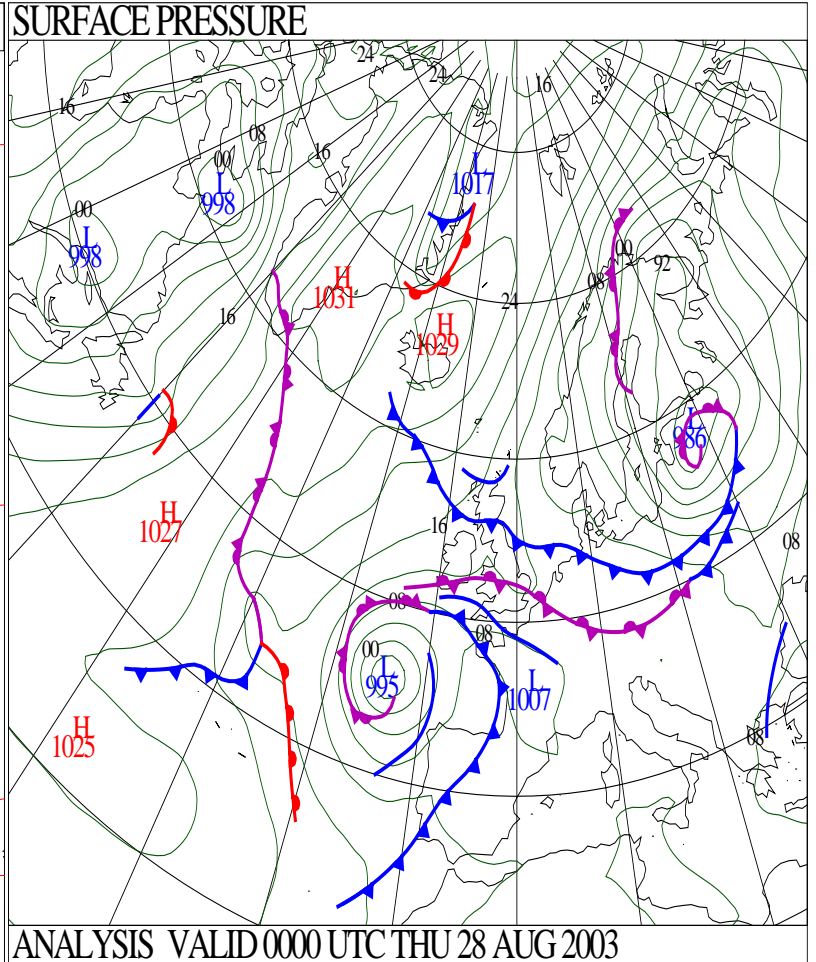 SURFACE PRESSURE
24
24
16
16
08
16
00
L
998
L
1017
00
L
998
H
1031
00
92
08
24
16
H
1029
L
986
H
1027
16
08
08
08
00
L
995
L
1007
H
1025
08
ANALYSIS VALID 0000 UTC THU 28 AUG 2003